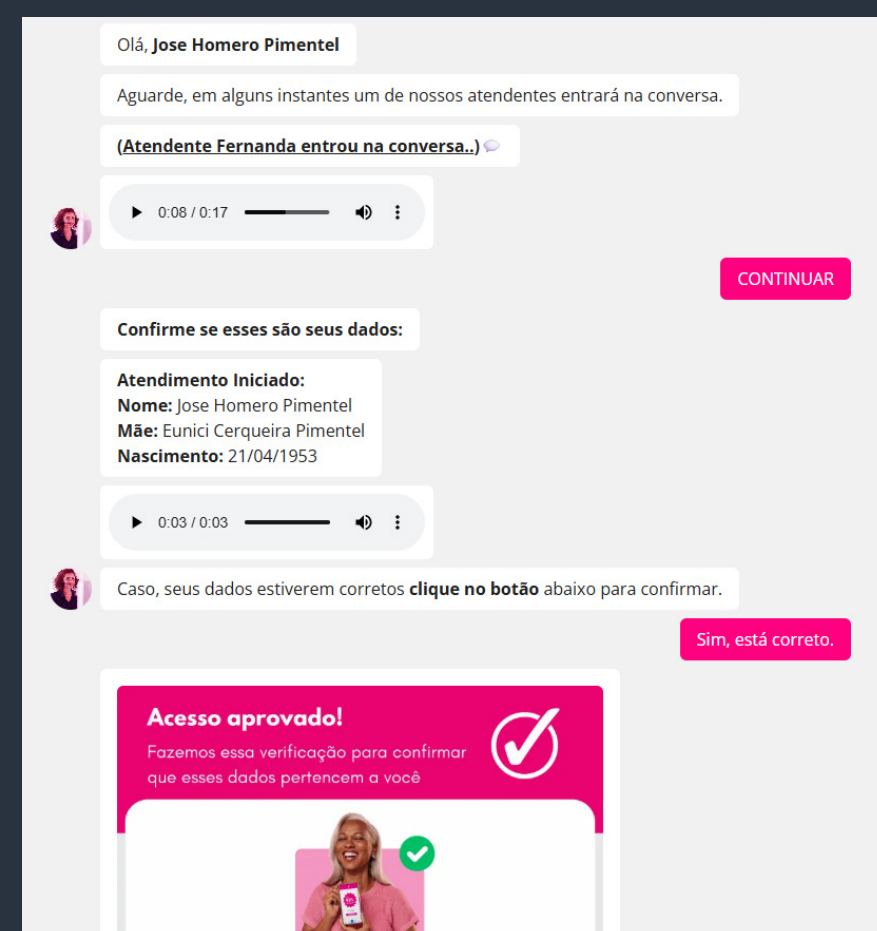 Olá, Jose Homero Pimentel
Aguarde, em alguns instantes um de nossos atendentes entrará na conversa.
(Atendente Fernanda entrou na conversa..)
0:08 / 0:17
CONTINUAR
Confirme se esses são seus dados:
Atendimento Iniciado:
Nome: Jose Homero Pimentel
Mãe: Eunici Cerqueira Pimentel
Nascimento: 21/04/1953
0:03 / 0:03
Caso, seus dados estiverem corretos clique no botão abaixo para confirmar.
Sim, está correto.
Acesso aprovado!
Fazemos essa verificação para confirmar
que esses dados pertencem a você